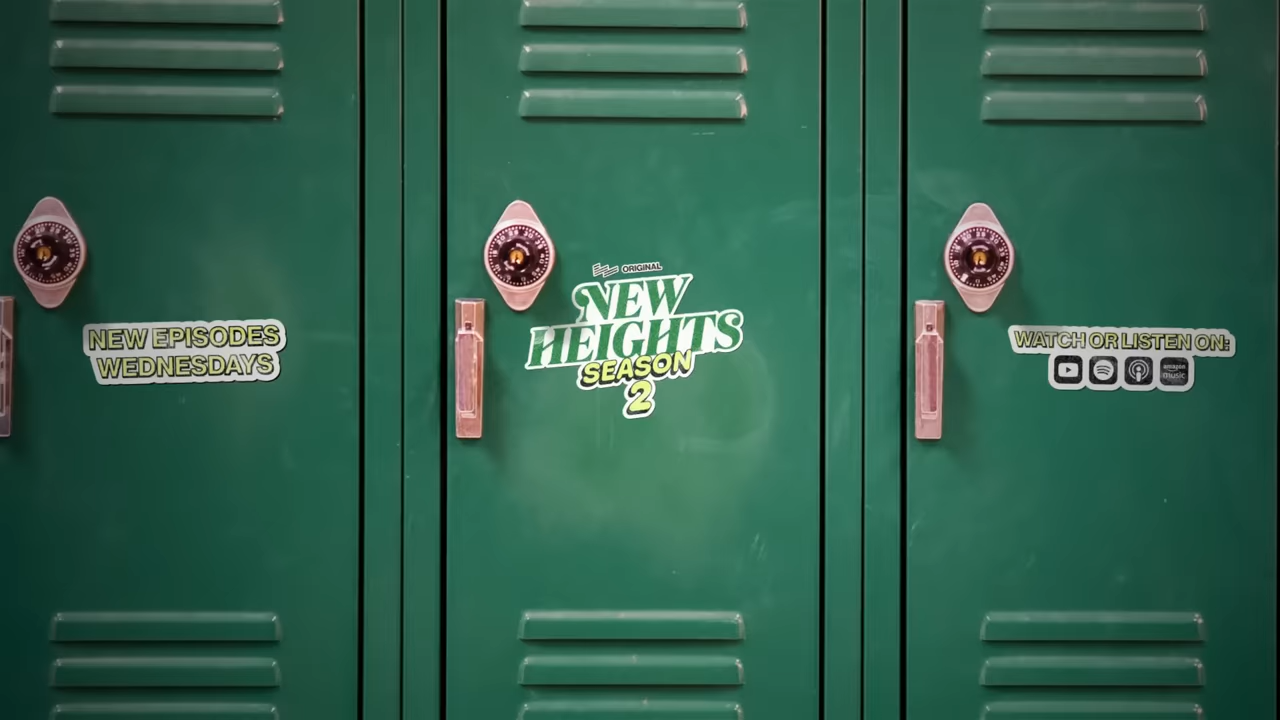 NEW EPISODES
WEDNESDAYS
ORIGINAL
NEW
HEIGHTS
SEASON
2
WATCH OR LISTEN ON:
amazon
music